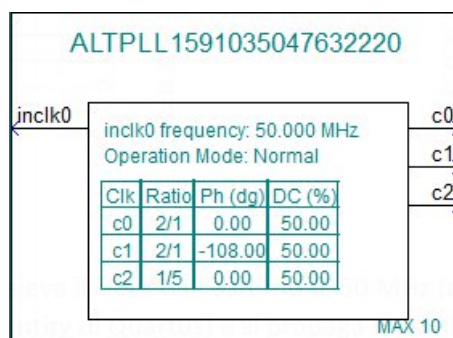 ALTPLL1591035047632220
inclk0
inclk0 frequency: 50.000 MHz
Operation Mode: Normal
Clk Ratio Ph (dg) DC (%)
c0 2/1 0.00 50.00
c1 2/1 -108.00 50.00
c2 1/5 0.00 50.00
c0
c1
c2
MAX 10